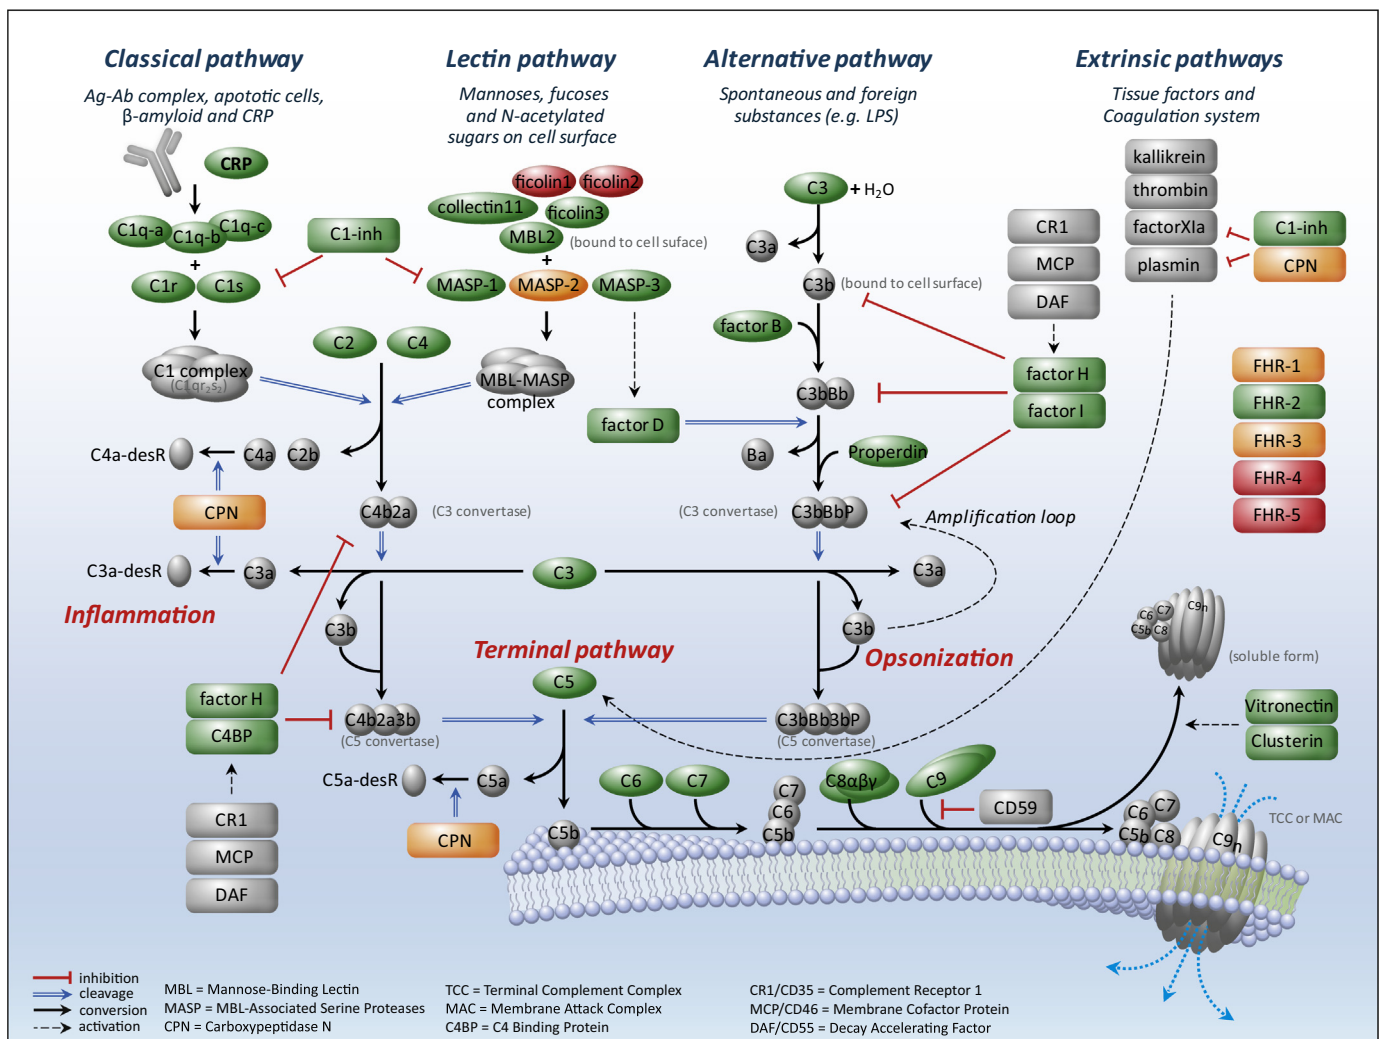 Classical pathway
Ag-Ab complex, apototic cells,
β-amyloid and CRP
CRP
C1q-a
C1q-b
C1q-c
+
C1r
C1s
C1 complex
(C1qr₂s₂)
C1-inh
C2
C4
Lectin pathway
Mannoses, fucoses
and N-acetylated
sugars on cell surface
ficolin1
ficolin2
collectin11
ficolin3
MBL2
(bound to cell suface)
+
MASP-1
MASP-2
MASP-3
MBL-MASP
complex
Alternative pathway
Spontaneous and foreign
substances (e.g. LPS)
C3
+ H₂O
C3a
C3b
(bound to cell surface)
factor B
C3bBb
factor D
Ba
Properdin
C3bBbP
(C3 convertase)
Amplification loop
Extrinsic pathways
Tissue factors and
Coagulation system
kallikrein
thrombin
factorXIa
plasmin
C1-inh
CPN
CR1
MCP
DAF
factor H
factor I
FHR-1
FHR-2
FHR-3
FHR-4
FHR-5
C4a-desR
C4a
C2b
CPN
C4b2a
(C3 convertase)
C3a-desR
C3a
C3
C3a
Inflammation
C3b
C3b
Terminal pathway
Opsonization
C5
factor H
C4BP
C4b2a3b
(C5 convertase)
C3bBb3bP
(C5 convertase)
CR1
MCP
DAF
C5a-desR
C5a
CPN
C5b
C6
C7
C7
C6
C5b
C8αβγ
C9
CD59
C6
C7
C5b
C8
C9n
(soluble form)
Vitronectin
Clusterin
C6
C7
C5b
C8
C9n
TCC or MAC
inhibition
cleavage
conversion
activation
MBL = Mannose-Binding Lectin
MASP = MBL-Associated Serine Proteases
CPN = Carboxypeptidase N
TCC = Terminal Complement Complex
MAC = Membrane Attack Complex
C4BP = C4 Binding Protein
CR1/CD35 = Complement Receptor 1
MCP/CD46 = Membrane Cofactor Protein
DAF/CD55 = Decay Accelerating Factor